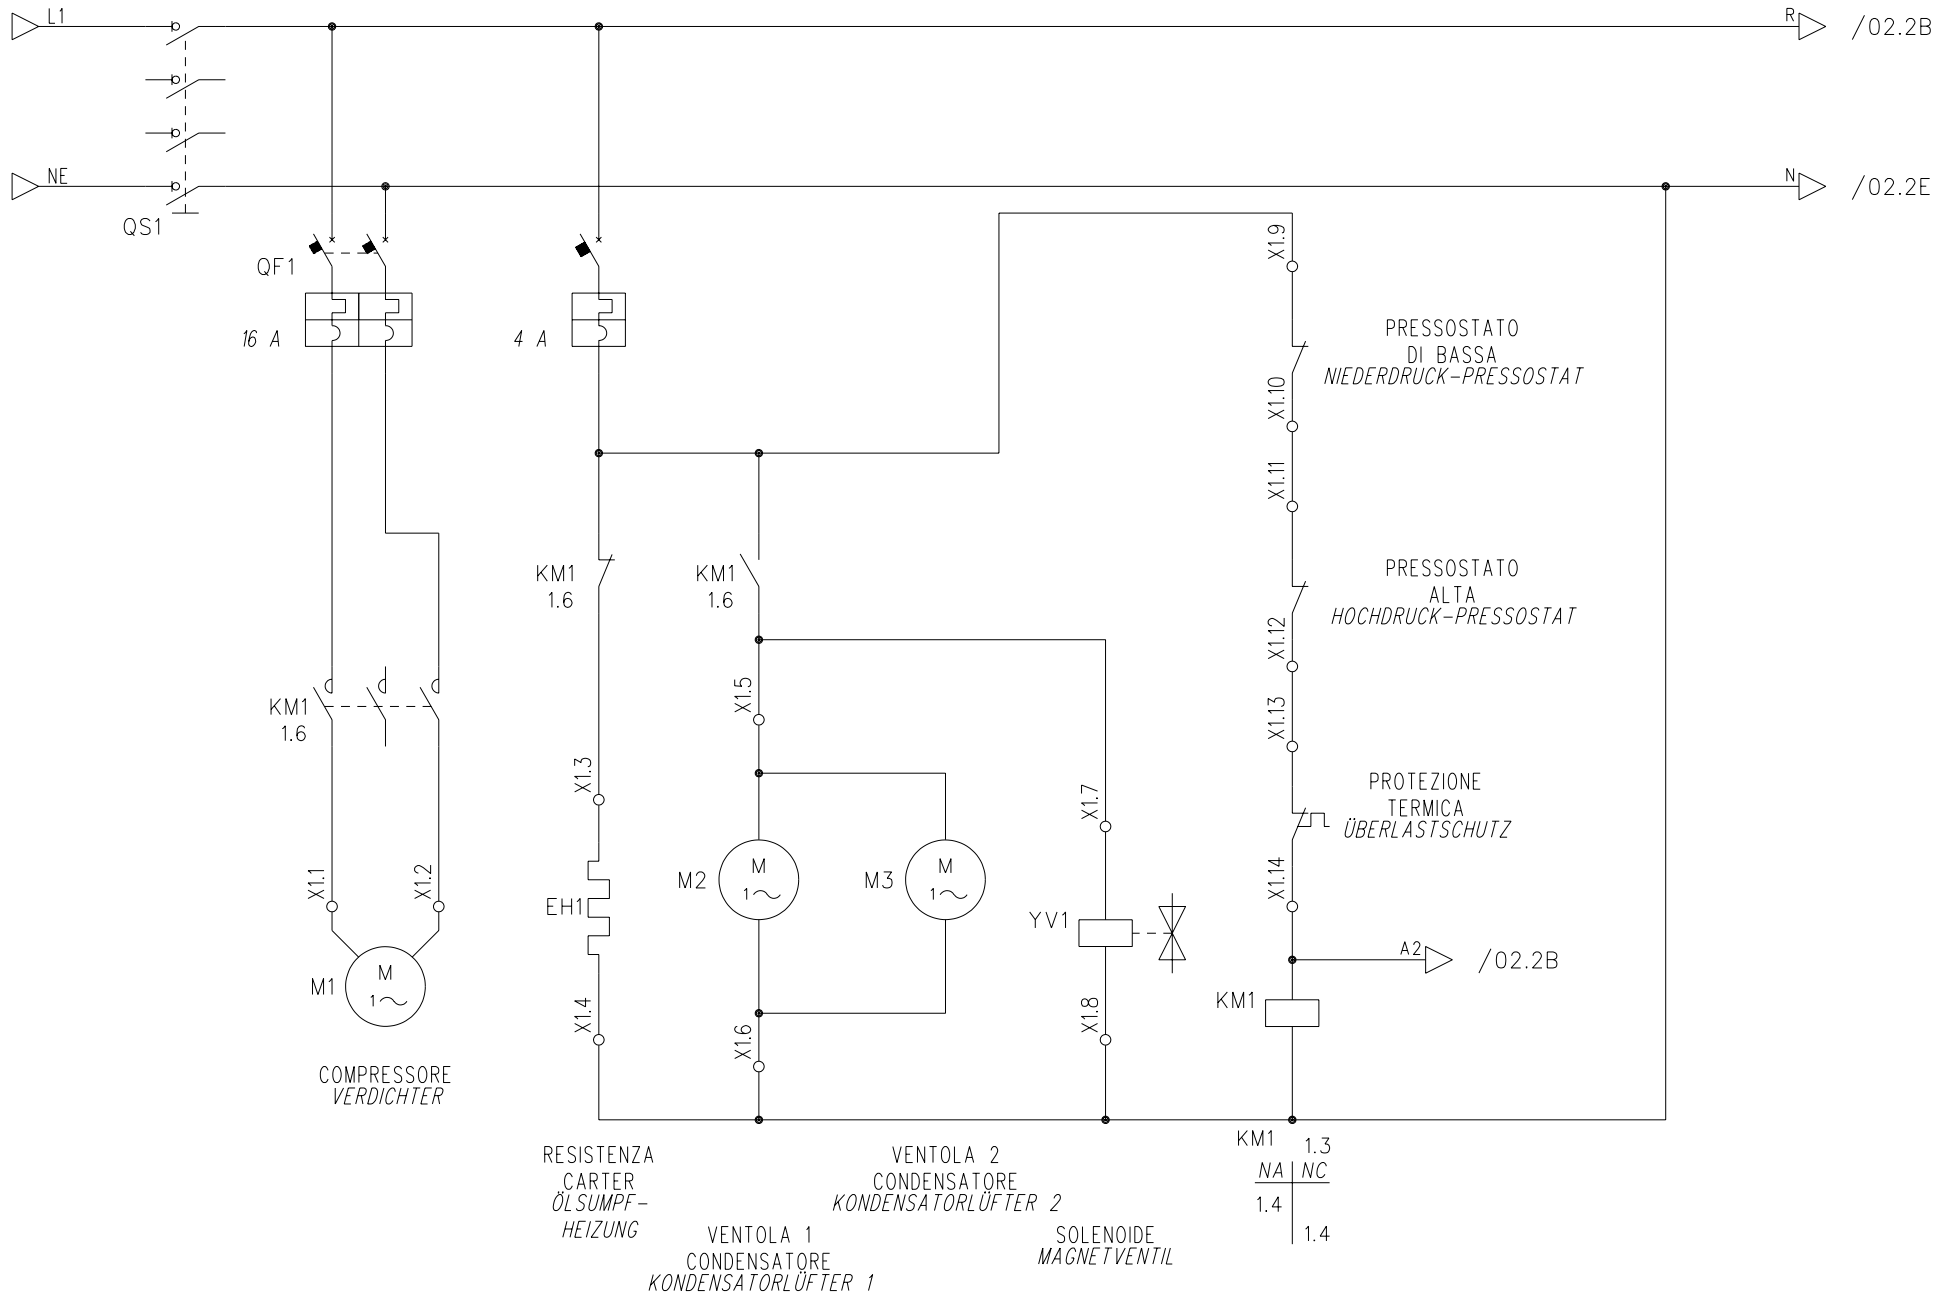 L1
R
/02.2B
NE
N
/02.2E
QS1
X1.9
QF1
16 A
4 A
PRESSOSTATO
DI BASSA
NIEDERDRUCK-PRESSOSTAT
X1.10
X1.11
KM1
1.6
KM1
1.6
PRESSOSTATO
ALTA
HOCHDRUCK-PRESSOSTAT
X1.12
X1.5
X1.13
KM1
1.6
X1.3
X1.7
PROTEZIONE
TERMICA
ÜBERLASTSCHUTZ
X1.1
X1.2
X1.14
M2
M
1
M3
M
1
EH1
YV1
A2
/02.2B
M1
M
1
X1.4
X1.6
X1.8
KM1
COMPRESSORE
VERDICHTER
KM1
1.3
NA
NC
1.4
1.4
RESISTENZA
CARTER
ÖLSUMPF-
HEIZUNG
VENTOLA 2
CONDENSATORE
KONDENSATORLÜFTER 2
VENTOLA 1
CONDENSATORE
KONDENSATORLÜFTER 1
SOLENOIDE
MAGNETVENTIL